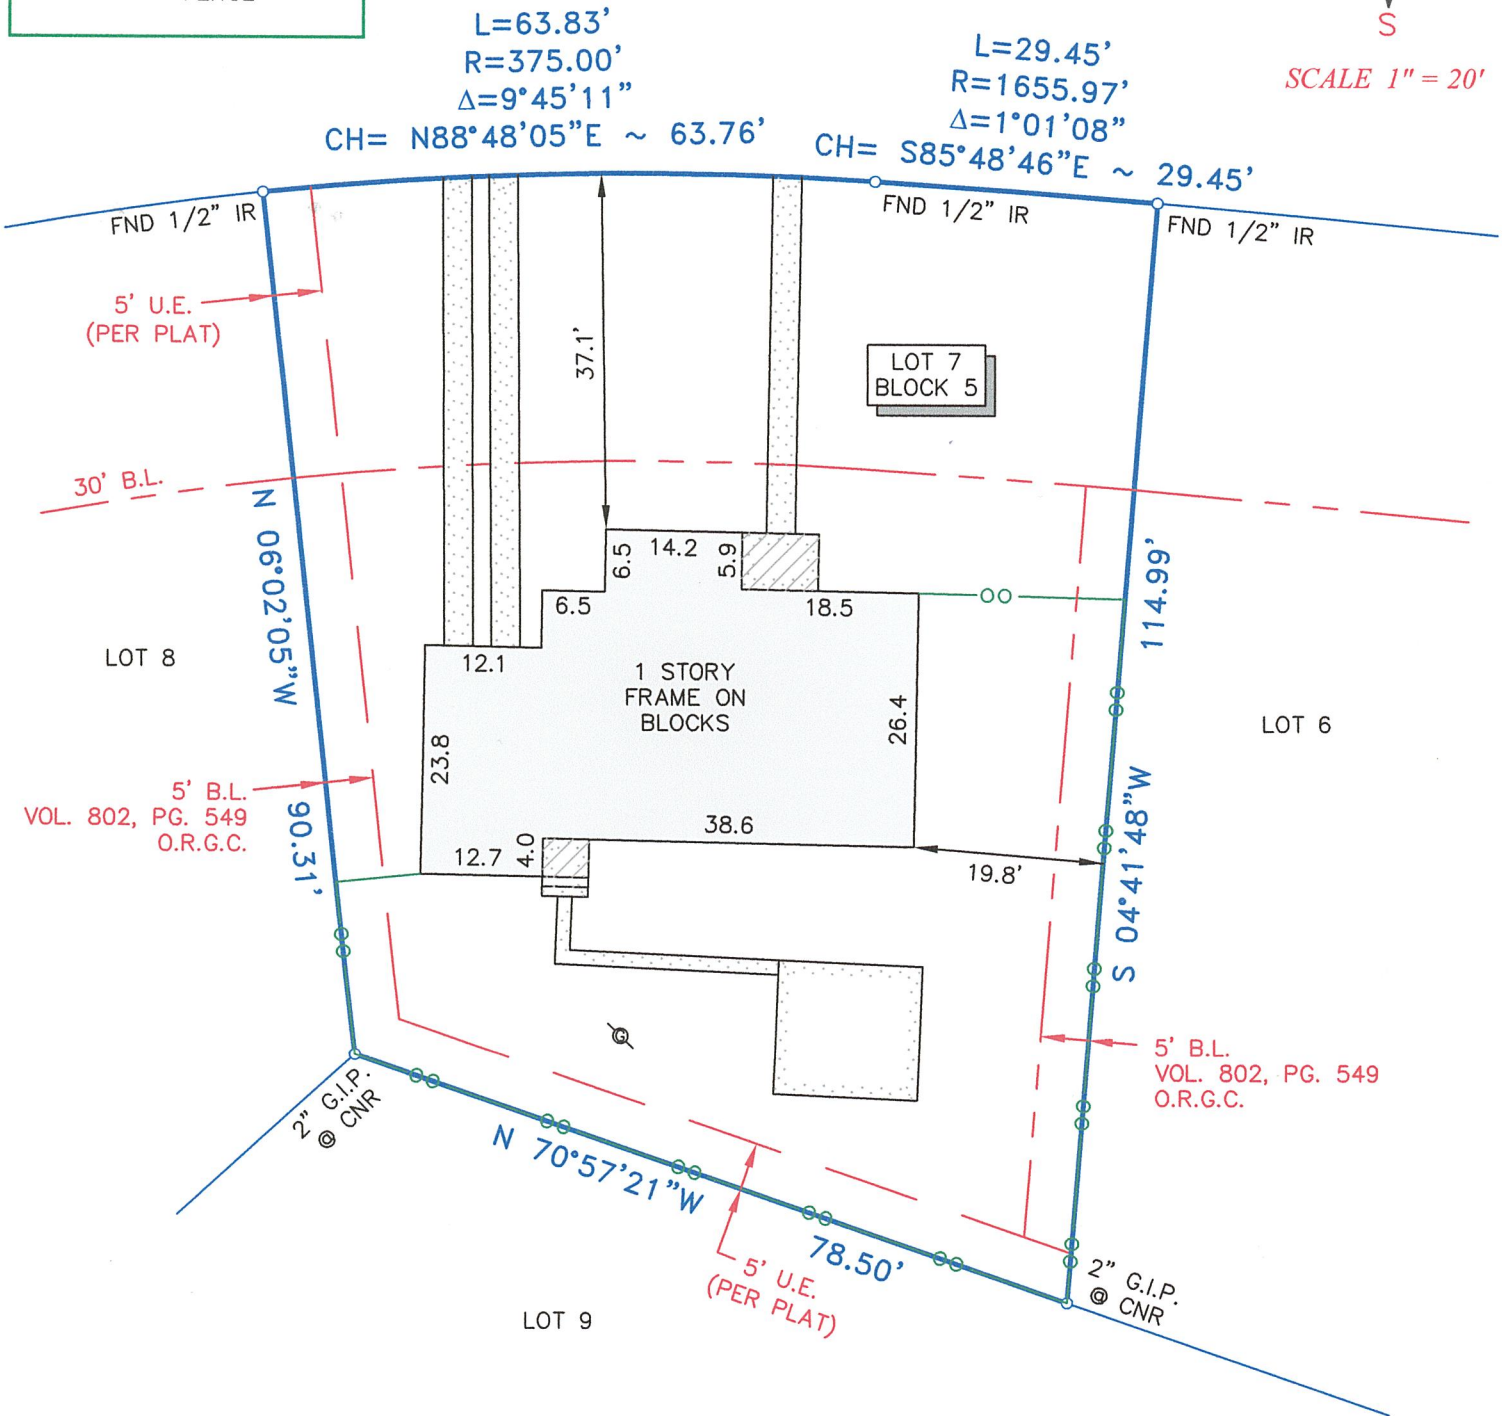 L=63.83’
R=375.00’
Δ=9°45’11”
CH= N88°48’05”E ~ 63.76’
L=29.45’
R=1655.97’
Δ=1°01’08”
CH= S85°48’46”E ~ 29.45’
S
SCALE 1" = 20'
FND 1/2” IR
FND 1/2” IR
FND 1/2” IR
5’ U.E.
(PER PLAT)
37.1’
LOT 7
BLOCK 5
30’ B.L.
N 06°02’05”W
90.31’
6.5
14.2
5.9
6.5
18.5
12.1
1 STORY
FRAME ON
BLOCKS
26.4
23.8
38.6
12.7
4.0
19.8’
114.99’
S 04°41’48”W
LOT 8
LOT 6
5’ B.L.
VOL. 802, PG. 549
O.R.G.C.
G
5’ B.L.
VOL. 802, PG. 549
O.R.G.C.
2” G.I.P.
@ CNR
N 70°57’21”W
78.50’
5’ U.E.
(PER PLAT)
2” G.I.P.
@ CNR
LOT 9